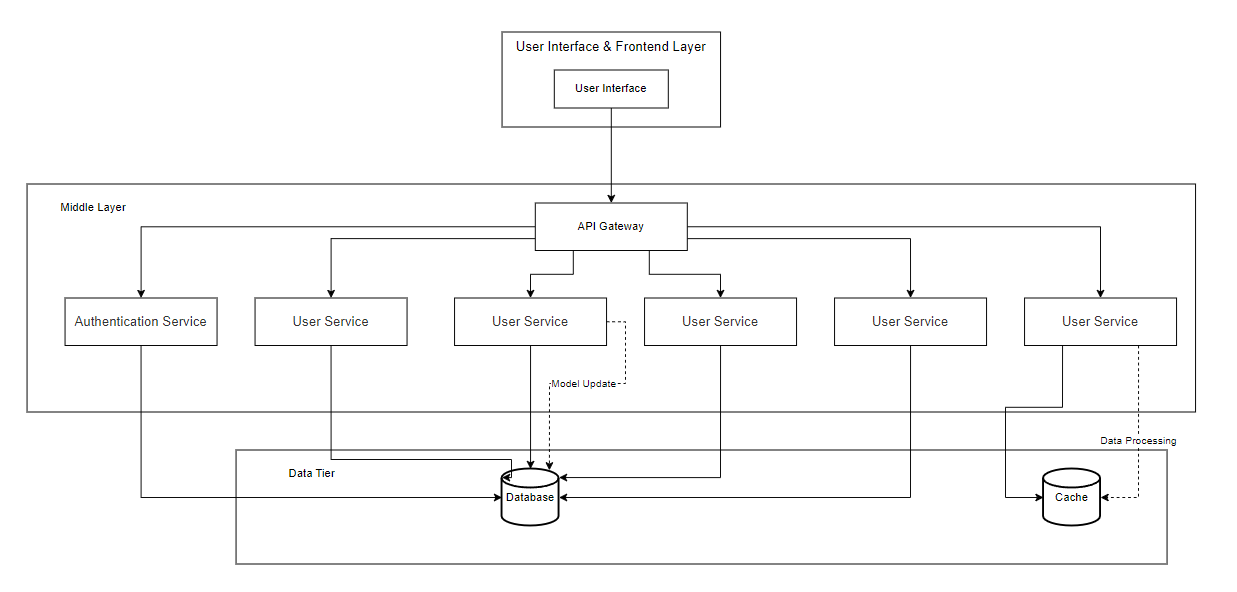 User Interface & Frontend Layer
User Interface
Middle Layer
API Gateway
Authentication Service
User Service
User Service
User Service
User Service
User Service
Model Update
Data Processing
Data Tier
Database
Cache